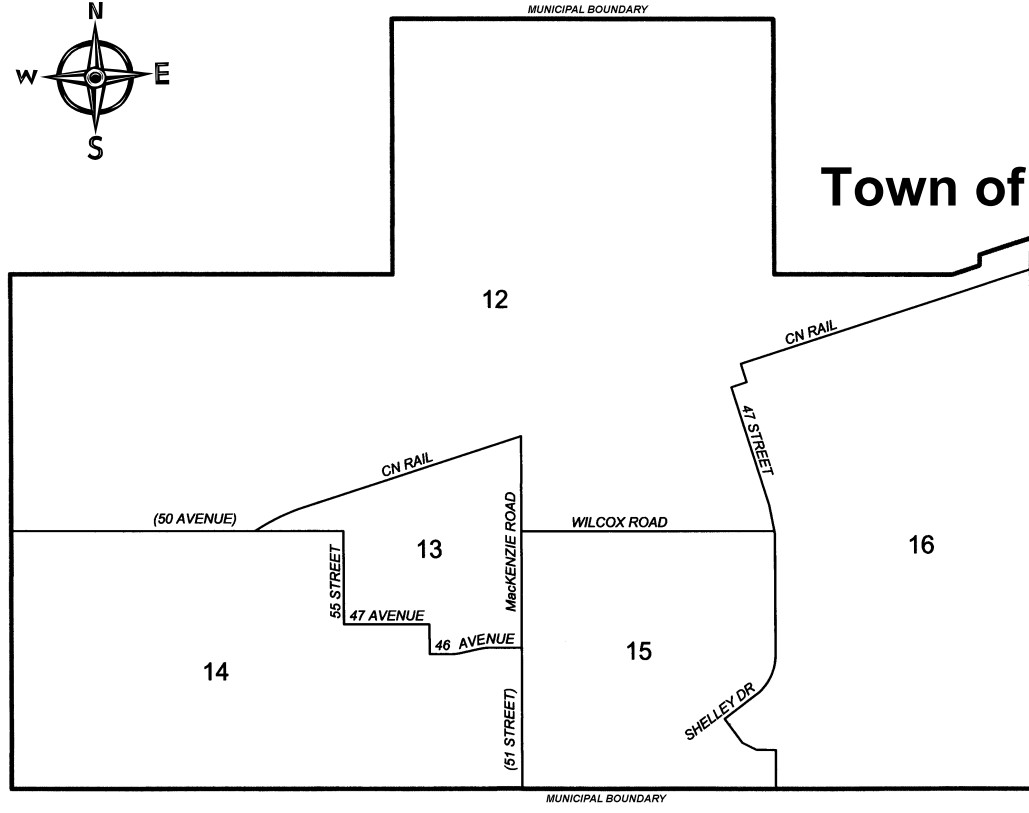 MUNICIPAL BOUNDARY
N
W E
S
Town of
12
CN RAIL
47 STREET
CN RAIL
(50 AVENUE)
MacKENZIE ROAD
WILCOX ROAD
13
16
55 STREET
47 AVENUE
46 AVENUE
15
14
SHELLEY DR
(51 STREET)
MUNICIPAL BOUNDARY